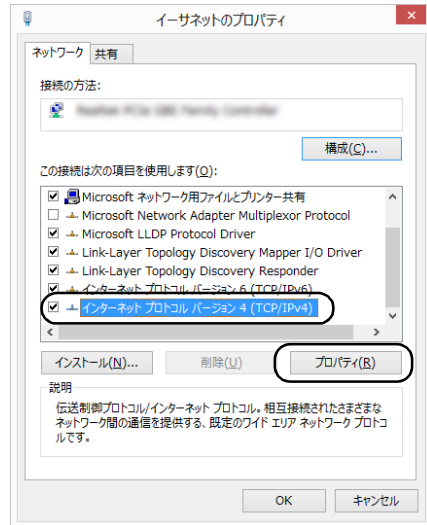 イーサネットのプロパティ
ネットワーク 共有
接続の方法:
構成(C)...
この接続は次の項目を使用します(O):
Microsoft ネットワーク用ファイルとプリンター共有
Microsoft Network Adapter Multiplexor Protocol
Microsoft LLDP Protocol Driver
Link-Layer Topology Discovery Mapper I/O Driver
Link-Layer Topology Discovery Responder
インターネット プロトコル バージョン 6 (TCP/IPv6)
インターネット プロトコル バージョン 4 (TCP/IPv4)
インストール(N)... 削除(U) プロパティ(R)
説明
伝送制御プロトコル/インターネット プロトコル。相互接続されたさまざまな
ネットワーク間の通信を提供する、既定のワイド エリア ネットワーク プロトコ
ルです。
OK キャンセル